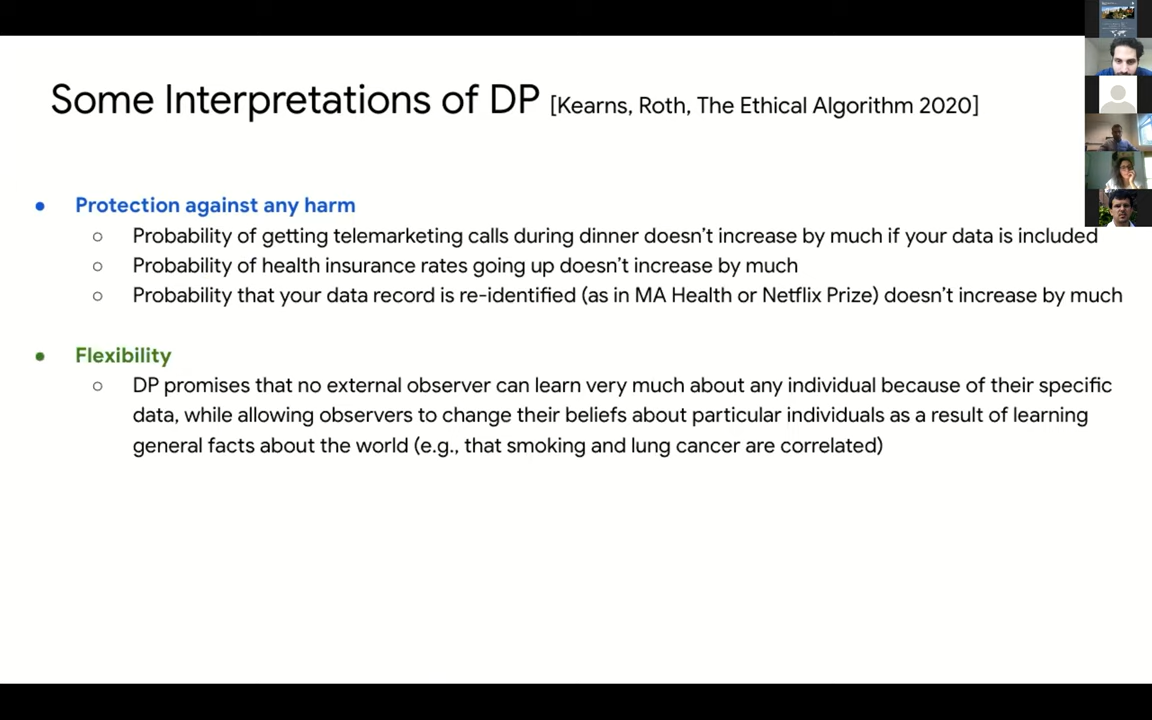 Some Interpretations of DP [Kearns, Roth, The Ethical Algorithm 2020]
● Protection against any harm
○ Probability of getting telemarketing calls during dinner doesn't increase by much if your data is included
○ Probability of health insurance rates going up doesn't increase by much
○ Probability that your data record is re-identified (as in MA Health or Netflix Prize) doesn't increase by much
● Flexibility
○ DP promises that no external observer can learn very much about any individual because of their specific
data, while allowing observers to change their beliefs about particular individuals as a result of learning
general facts about the world (e.g., that smoking and lung cancer are correlated)